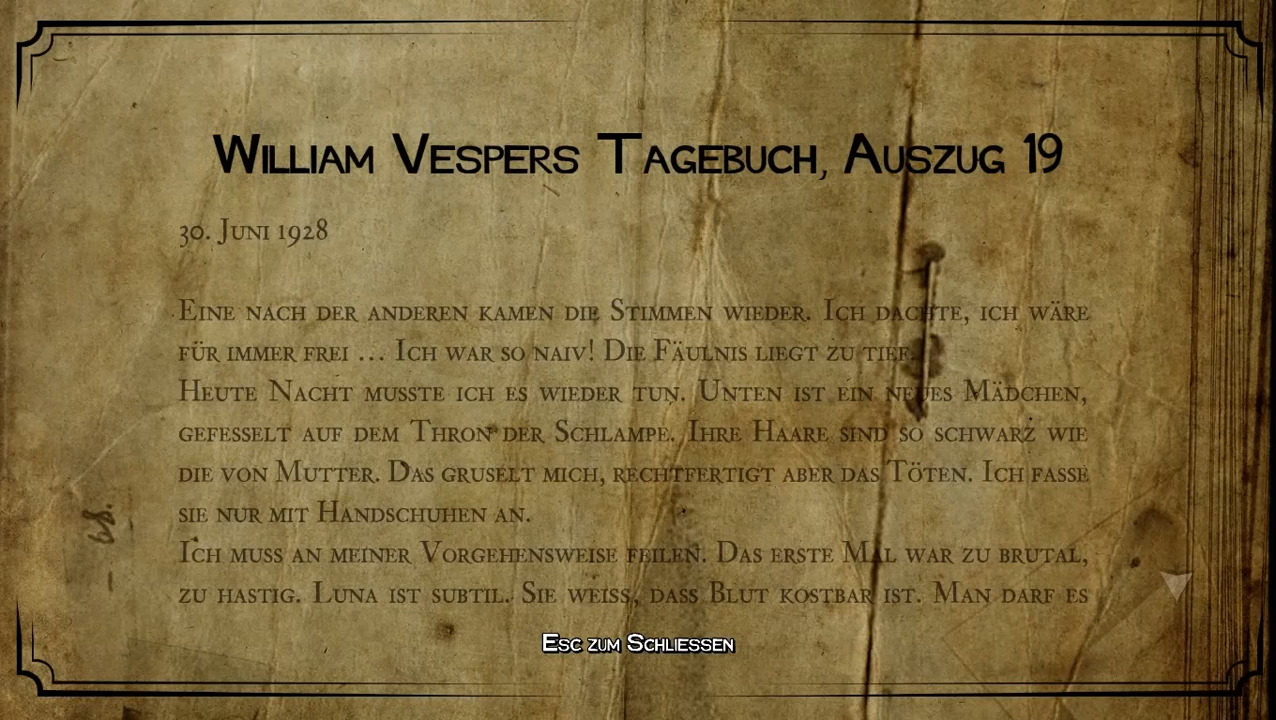 William Vespers Tagebuch, Auszug 19
30. Juni 1928
Eine nach der anderen kamen die Stimmen wieder. Ich dachte, ich wäre
für immer frei … Ich war so naiv! Die Fäulnis liegt zu tief.
Heute Nacht musste ich es wieder tun. Unten ist ein neues Mädchen,
gefesselt auf dem Thron der Schlampe. Ihre Haare sind so schwarz wie
die von Mutter. Das gruselt mich, rechtfertigt aber das Töten. Ich fasse
sie nur mit Handschuhen an.
Ich muss an meiner Vorgehensweise feilen. Das erste Mal war zu brutal,
zu hastig. Luna ist subtil. Sie weiss, dass Blut kostbar ist. Man darf es
Esc zum Schliessen